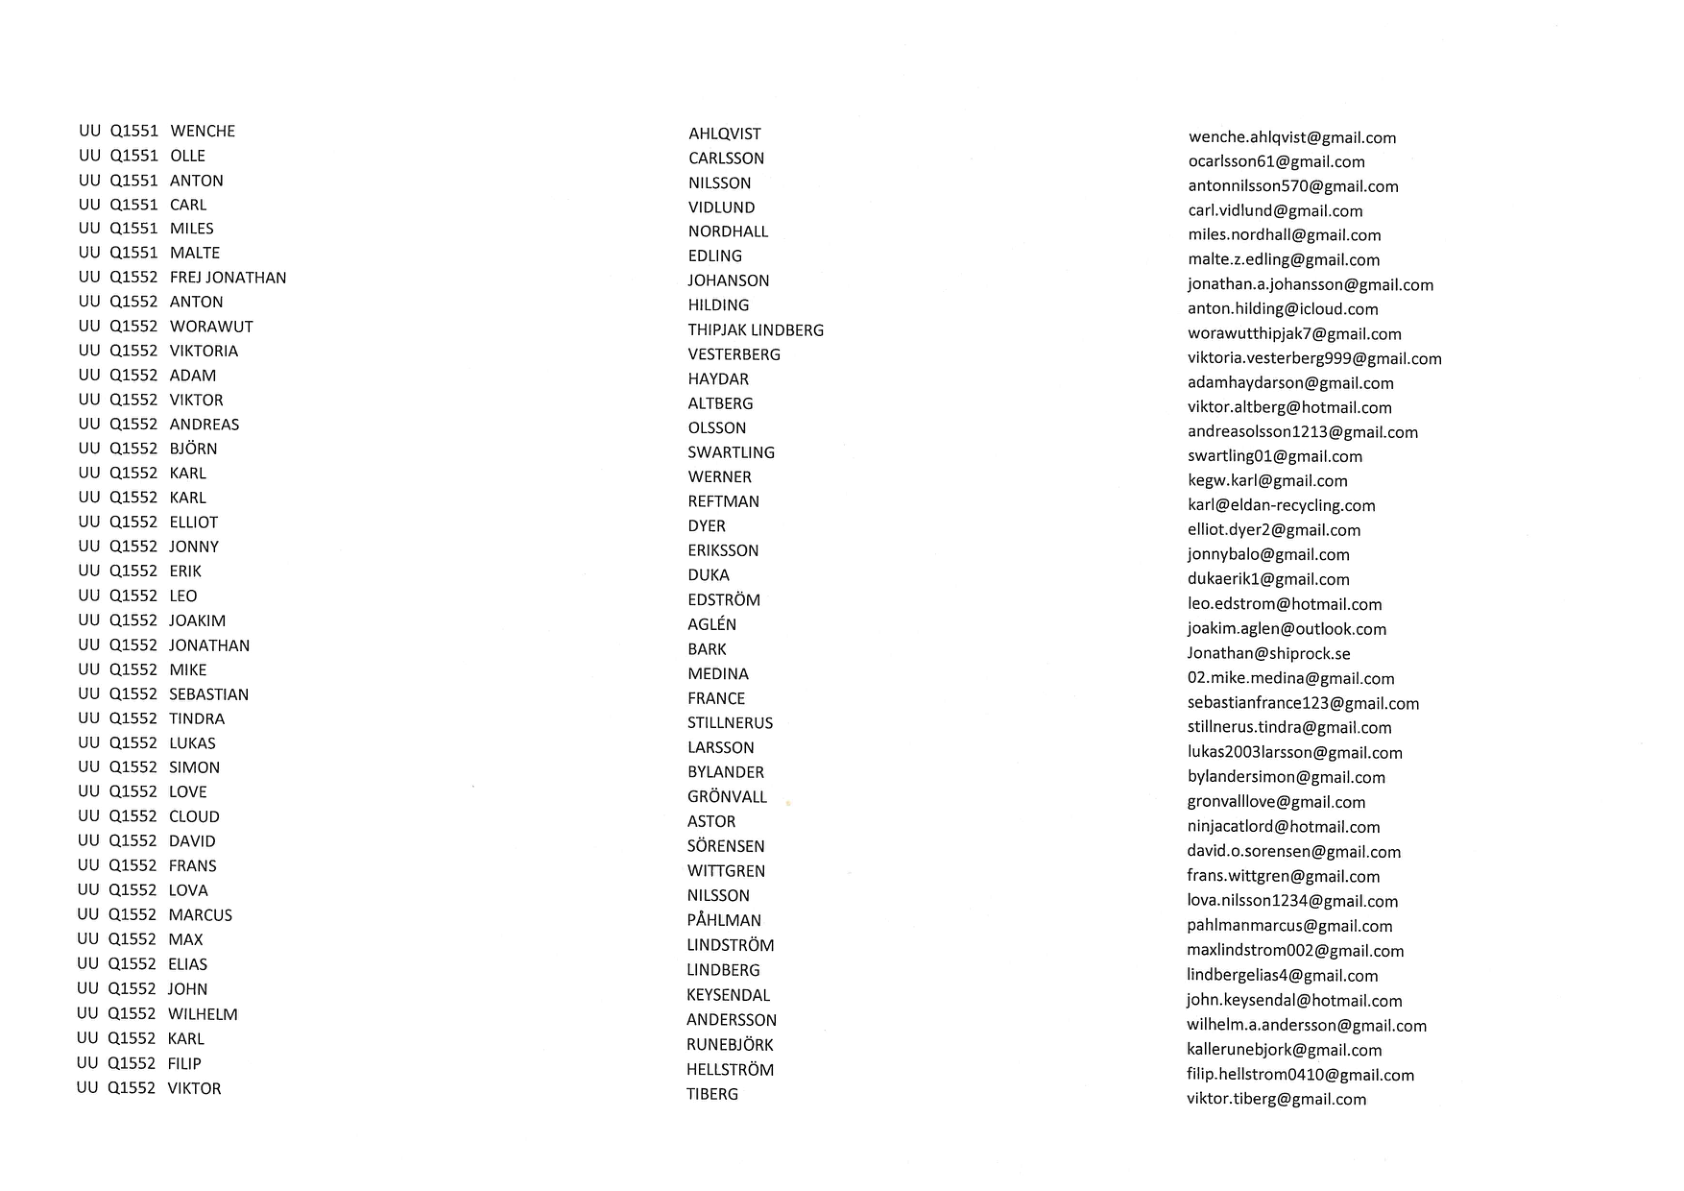 UU Q1551 WENCHE AHLQVIST wenche.ahlqvist@gmail.com
UU Q1551 OLLE CARLSSON ocarlsson61@gmail.com
UU Q1551 ANTON NILSSON antonnilsson570@gmail.com
UU Q1551 CARL VIDLUND carl.vidlund@gmail.com
UU Q1551 MILES NORDHALL miles.nordhall@gmail.com
UU Q1551 MALTE EDLING malte.z.edling@gmail.com
UU Q1552 FREJ JONATHAN JOHANSON jonathan.a.johansson@gmail.com
UU Q1552 ANTON HILDING anton.hilding@icloud.com
UU Q1552 WORAWUT THIPJAK LINDBERG worawutthipjak7@gmail.com
UU Q1552 VIKTORIA VESTERBERG viktoria.vesterberg999@gmail.com
UU Q1552 ADAM HAYDAR adamhaydarson@gmail.com
UU Q1552 VIKTOR ALTBERG viktor.altberg@hotmail.com
UU Q1552 ANDREAS OLSSON andreasolsson1213@gmail.com
UU Q1552 BJÖRN SWARTLING swartling01@gmail.com
UU Q1552 KARL WERNER kegw.karl@gmail.com
UU Q1552 KARL REFTMAN karl@eldan-recycling.com
UU Q1552 ELLIOT DYER elliot.dyer2@gmail.com
UU Q1552 JONNY ERIKSSON jonnybalo@gmail.com
UU Q1552 ERIK DUKA dukaerik1@gmail.com
UU Q1552 LEO EDSTRÖM leo.edstrom@hotmail.com
UU Q1552 JOAKIM AGLÉN joakim.aglen@outlook.com
UU Q1552 JONATHAN BARK Jonathan@shiprock.se
UU Q1552 MIKE MEDINA 02.mike.medina@gmail.com
UU Q1552 SEBASTIAN FRANCE sebastianfrance123@gmail.com
UU Q1552 TINDRA STILLNERUS stillnerus.tindra@gmail.com
UU Q1552 LUKAS LARSSON lukas2003larsson@gmail.com
UU Q1552 SIMON BYLANDER bylandersimon@gmail.com
UU Q1552 LOVE GRÖNVALL gronvalllove@gmail.com
UU Q1552 CLOUD ASTOR ninjacatlord@hotmail.com
UU Q1552 DAVID SÖRENSEN david.o.sorensen@gmail.com
UU Q1552 FRANS WITTGREN frans.wittgren@gmail.com
UU Q1552 LOVA NILSSON lova.nilsson1234@gmail.com
UU Q1552 MARCUS PÅHLMAN pahlmanmarcus@gmail.com
UU Q1552 MAX LINDSTRÖM maxlindstrom002@gmail.com
UU Q1552 ELIAS LINDBERG lindbergelias4@gmail.com
UU Q1552 JOHN KEYSENDAL john.keysendal@hotmail.com
UU Q1552 WILHELM ANDERSSON wilhelm.a.andersson@gmail.com
UU Q1552 KARL RUNEBJÖRK kallerunebjork@gmail.com
UU Q1552 FILIP HELLSTRÖM filip.hellstrom0410@gmail.com
UU Q1552 VIKTOR TIBERG viktor.tiberg@gmail.com